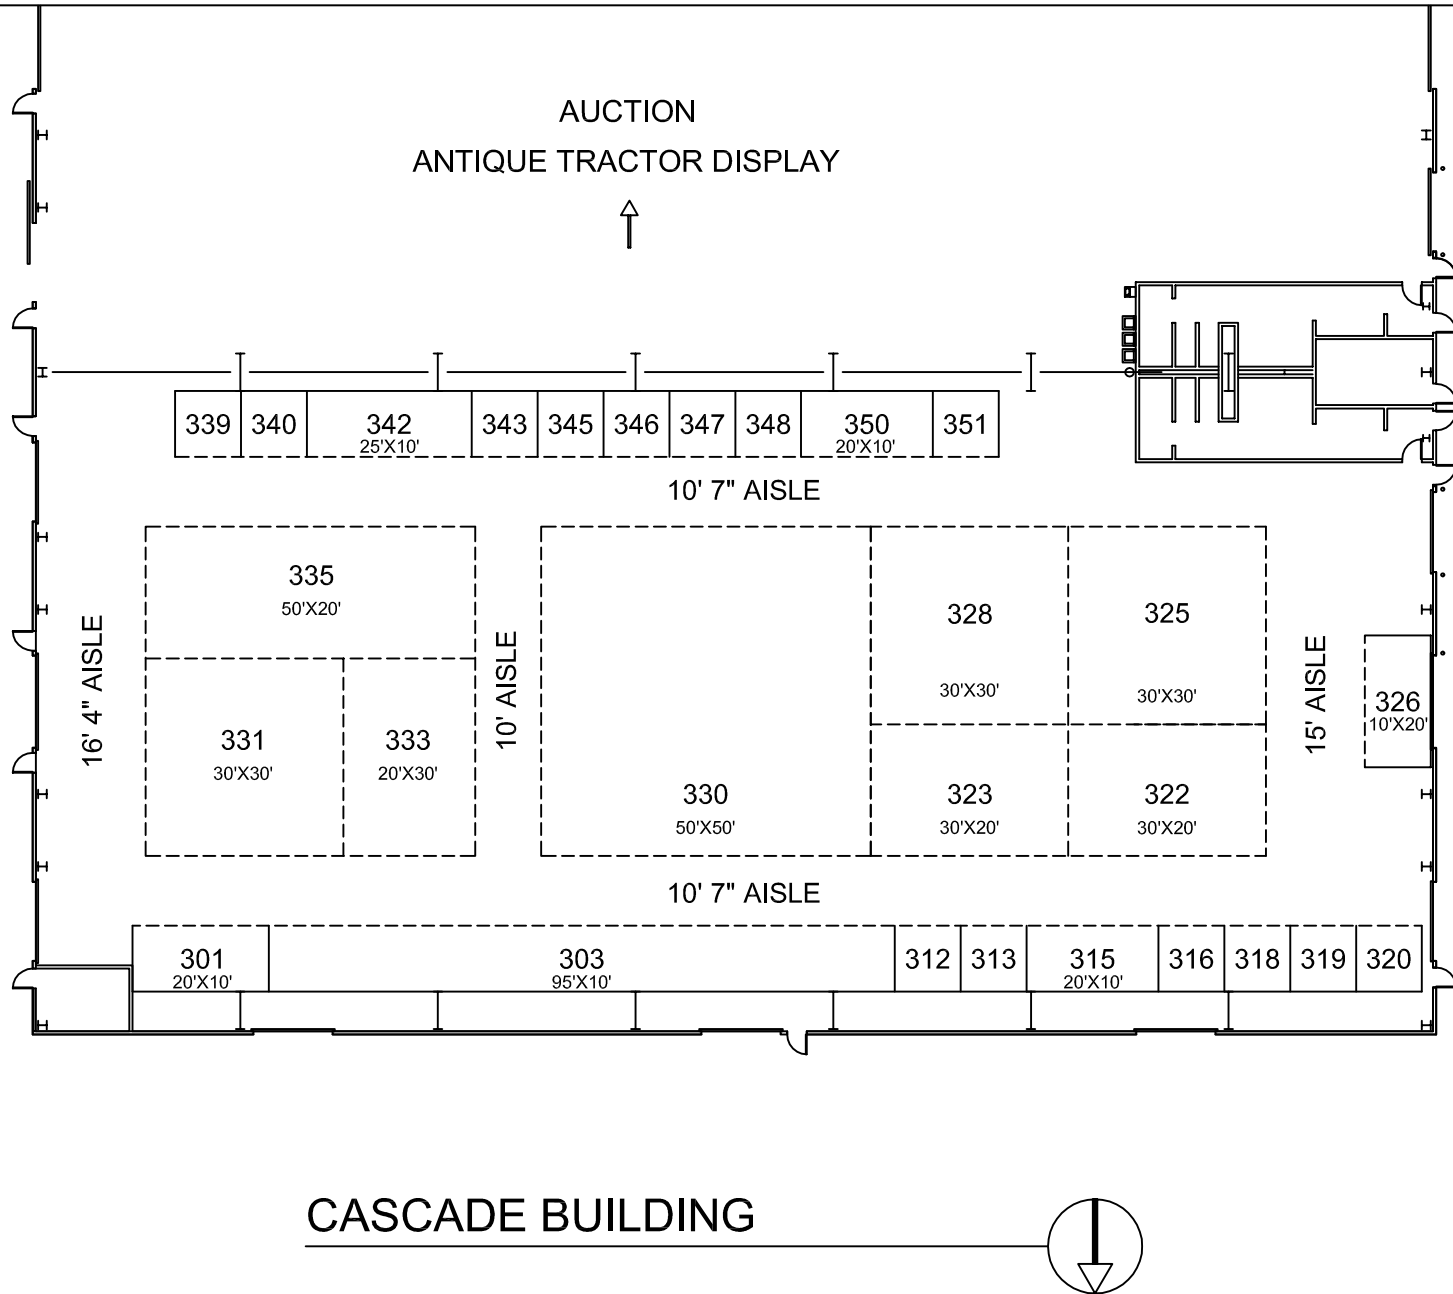 AUCTION
ANTIQUE TRACTOR DISPLAY
339 340 342 343 345 346 347 348 350 351
25'X10' 20'X10'
10' 7" AISLE
335
50'X20'
328 325
16' 4" AISLE
10' AISLE
15' AISLE
30'X30' 30'X30'
326
10'X20'
331 333
30'X30' 20'X30'
330 323 322
50'X50' 30'X20' 30'X20'
10' 7" AISLE
301 303 312 313 315 316 318 319 320
20'X10' 95'X10' 20'X10'
CASCADE BUILDING